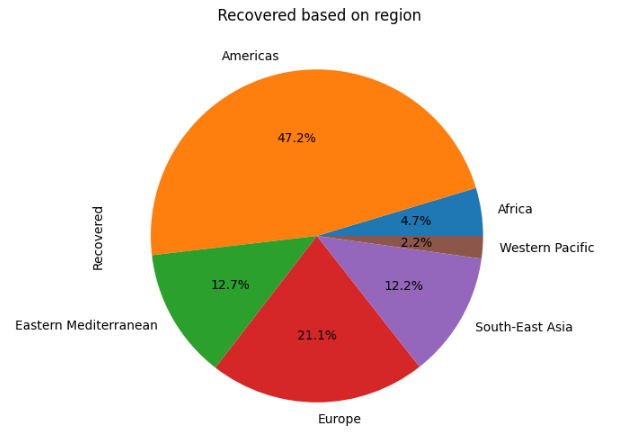 Recovered based on region
Americas
47.2%
Africa
4.7%
Western Pacific
2.2%
Recovered
12.7%
12.2%
Eastern Mediterranean
South-East Asia
21.1%
Europe